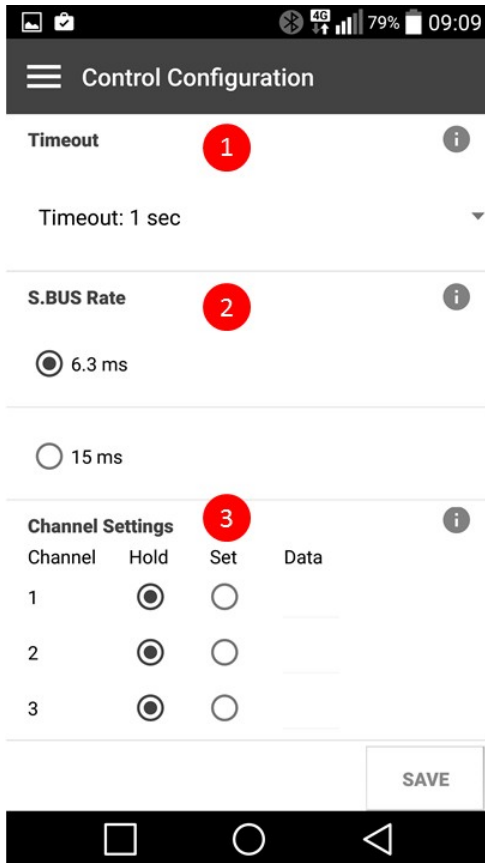 4G 79% 09:09
Control Configuration
Timeout 1 i
Timeout: 1 sec
S.BUS Rate 2 i
6.3 ms
15 ms
Channel Settings 3 i
Channel Hold Set Data
1
2
3
SAVE